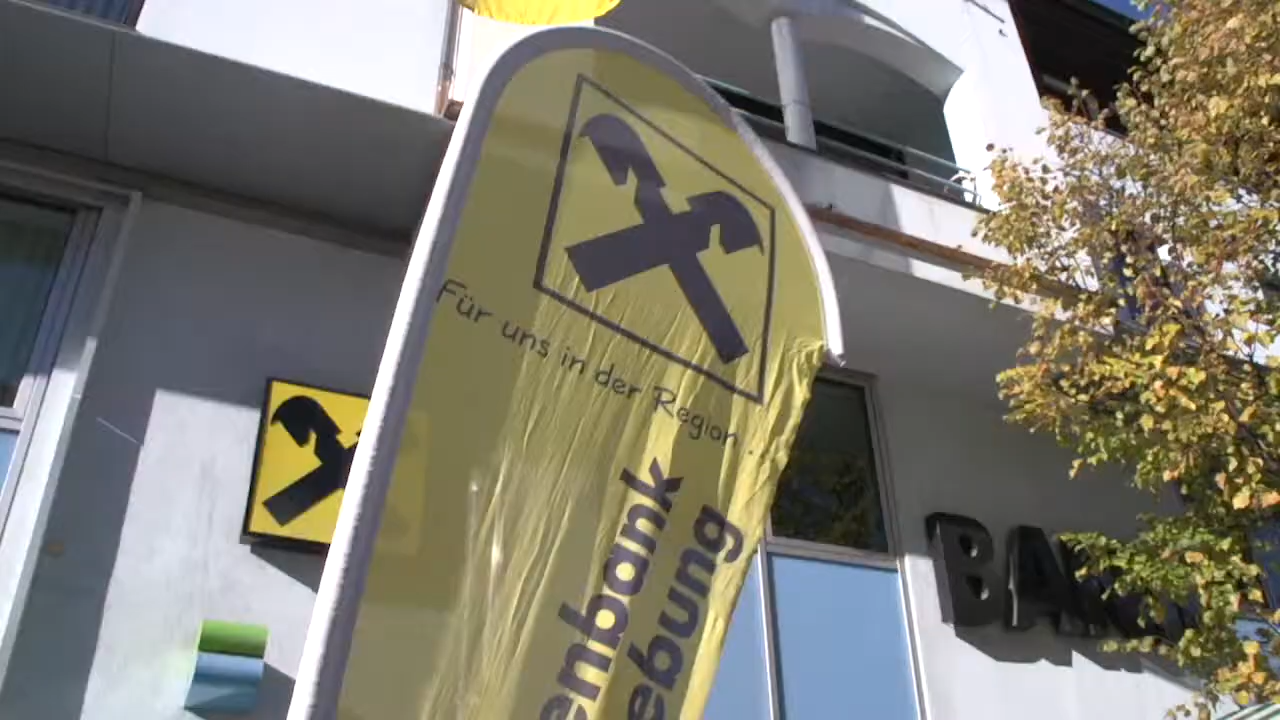 Für uns in der Region
enbank
ebung